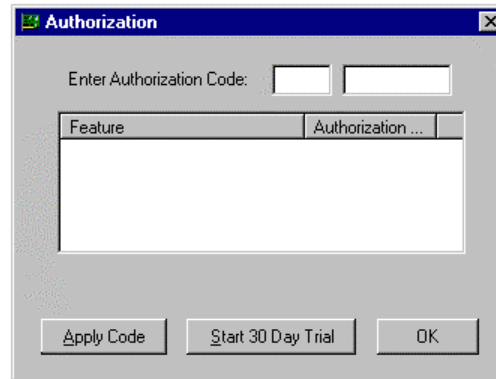 Authorization
Enter Authorization Code:
Feature Authorization ...
Apply Code Start 30 Day Trial OK